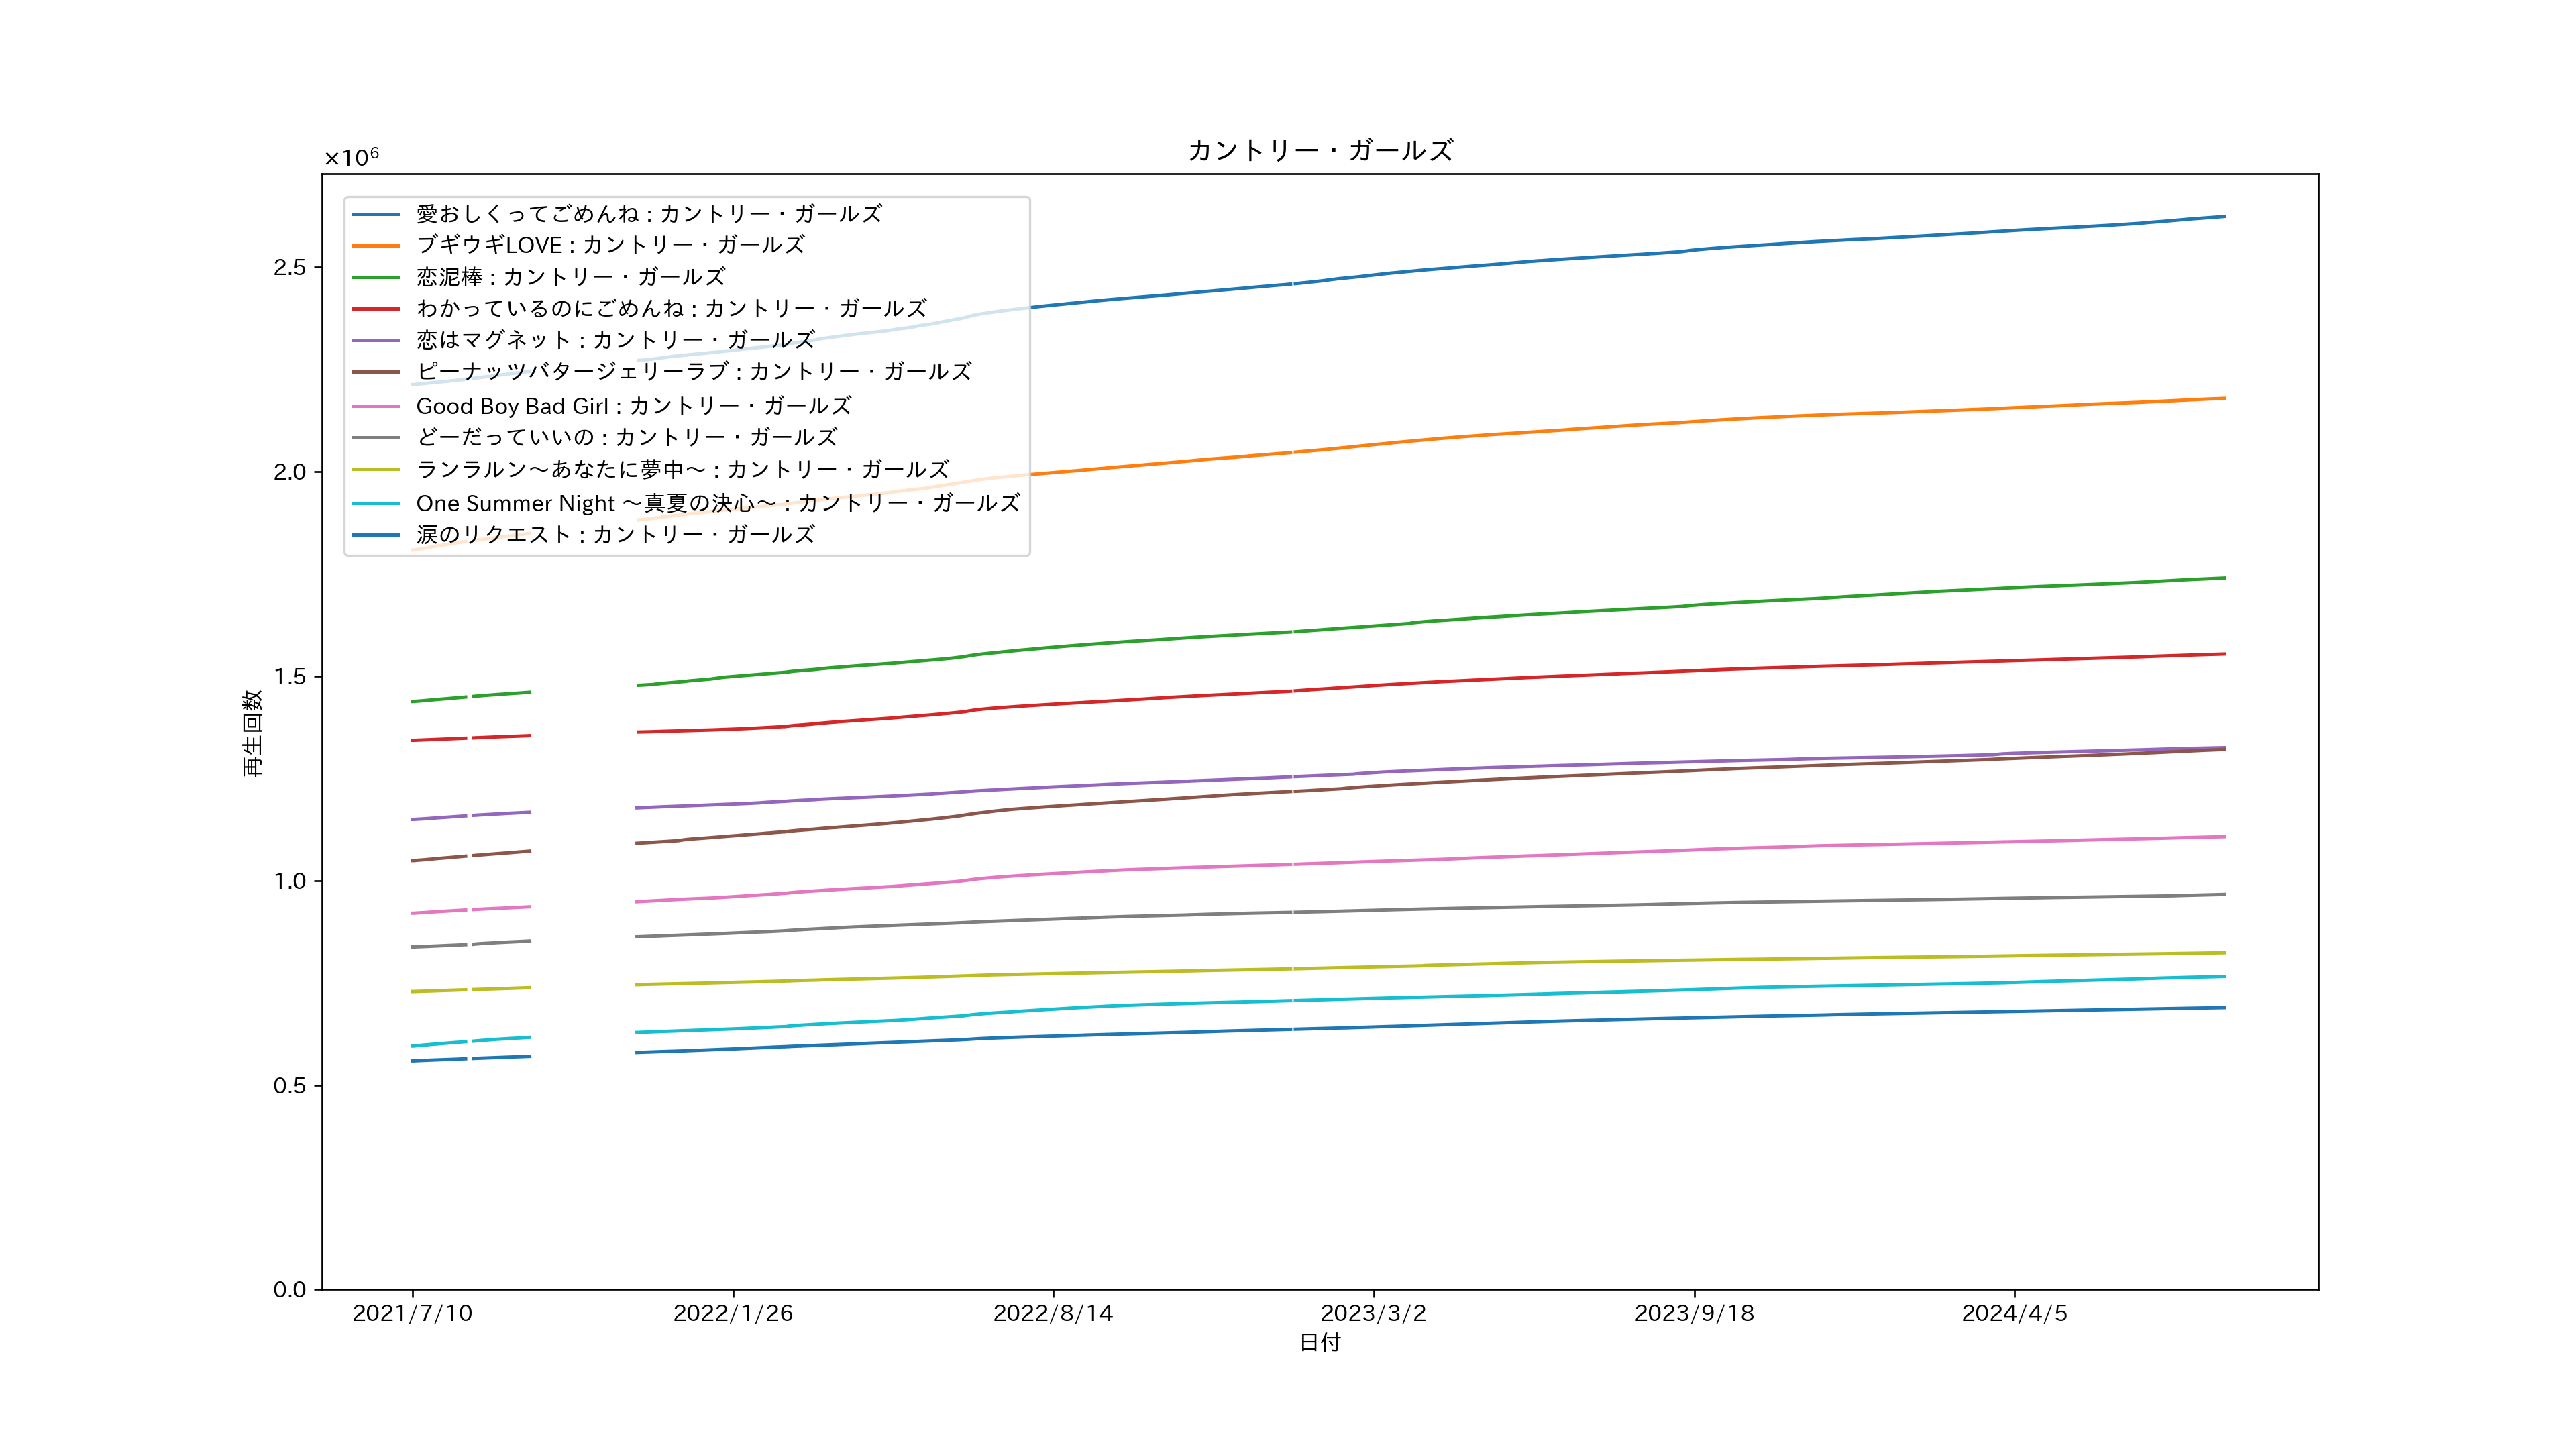 カントリー・ガールズ
×10⁶
愛おしくってごめんね : カントリー・ガールズ
ブギウギLOVE : カントリー・ガールズ
恋泥棒 : カントリー・ガールズ
わかっているのにごめんね : カントリー・ガールズ
恋はマグネット : カントリー・ガールズ
ピーナッツバタージェリーラブ : カントリー・ガールズ
Good Boy Bad Girl : カントリー・ガールズ
どーだっていいの : カントリー・ガールズ
ランラルン〜あなたに夢中〜 : カントリー・ガールズ
One Summer Night 〜真夏の決心〜 : カントリー・ガールズ
涙のリクエスト : カントリー・ガールズ
2.5
2.0
1.5
1.0
0.5
0.0
再生回数
2021/7/10
2022/1/26
2022/8/14
2023/3/2
2023/9/18
2024/4/5
日付